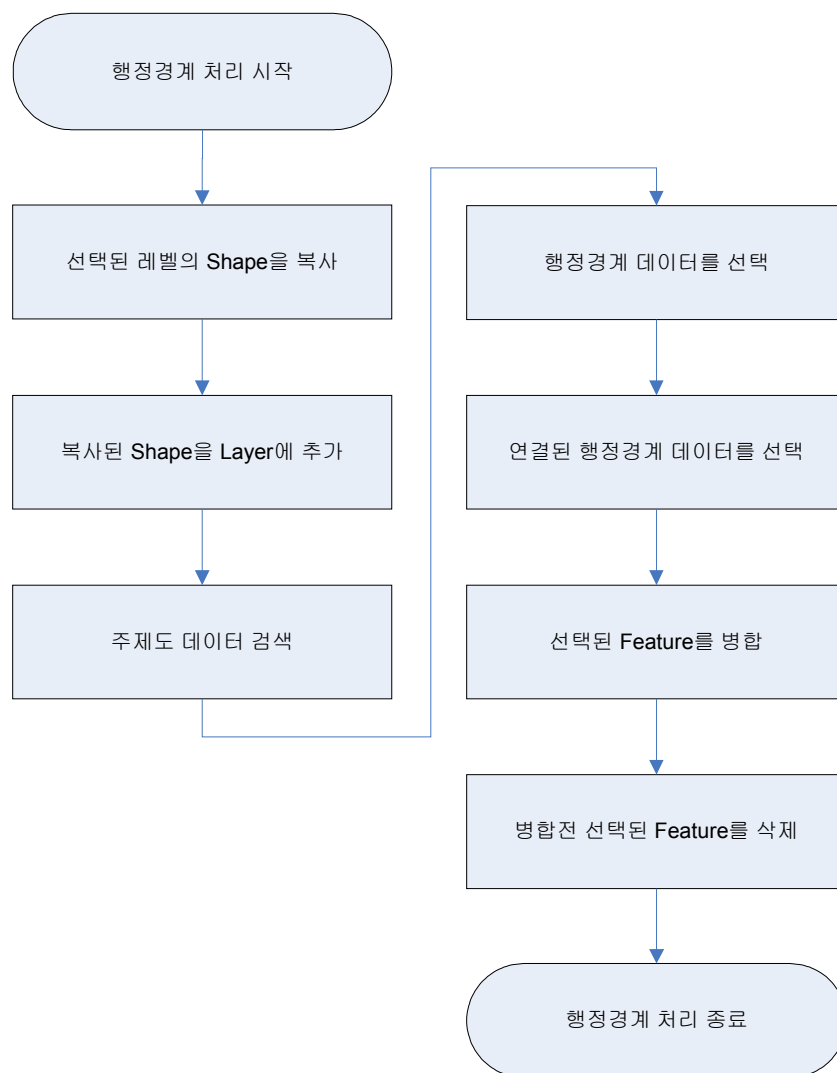 행정경계 처리 시작
선택된 레벨의 Shape을 복사
복사된 Shape을 Layer에 추가
주제도 데이터 검색
행정경계 데이터를 선택
연결된 행정경계 데이터를 선택
선택된 Feature를 병합
병합전 선택된 Feature를 삭제
행정경계 처리 종료